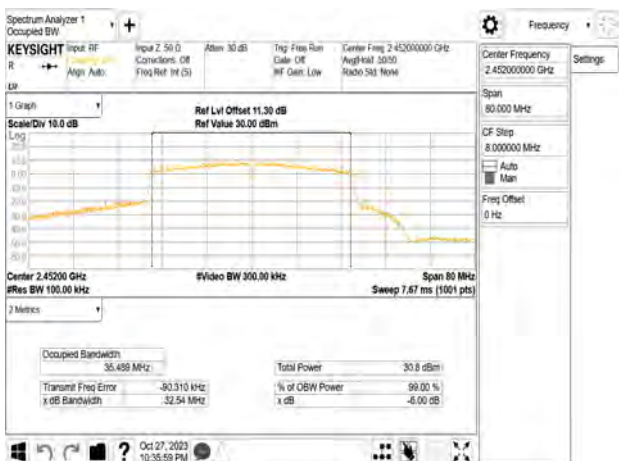 Spectrum Analyzer 1
Occupied BW
+
Frequency
KEYSIGHT
R
Input: RF
Align: Auto
Input Z: 50 Ω
Corrections: Off
Freq Ref: Int (S)
Atten: 30 dB
Trig: Free Run
Gate: Off
#IF Gain: Low
Center Freq: 2.452000000 GHz
Avg|Hold: 50/50
Radio Std: None
Center Frequency
2.452000000 GHz
Settings
Span
80.000 MHz
CF Step
8.000000 MHz
Auto
Man
Freq Offset
0 Hz
1 Graph
Scale/Div 10.0 dB
Ref Lvl Offset 11.30 dB
Ref Value 30.00 dBm
Log
Center 2.45200 GHz
#Res BW 100.00 kHz
#Video BW 300.00 kHz
Span 80 MHz
Sweep 7.67 ms (1001 pts)
2 Metrics
Occupied Bandwidth
35.489 MHz
Total Power 30.8 dBm
Transmit Freq Error -90.310 kHz
% of OBW Power 99.00 %
x dB Bandwidth 32.54 MHz
x dB -6.00 dB
?
Oct 27, 2023
10:35:59 PM